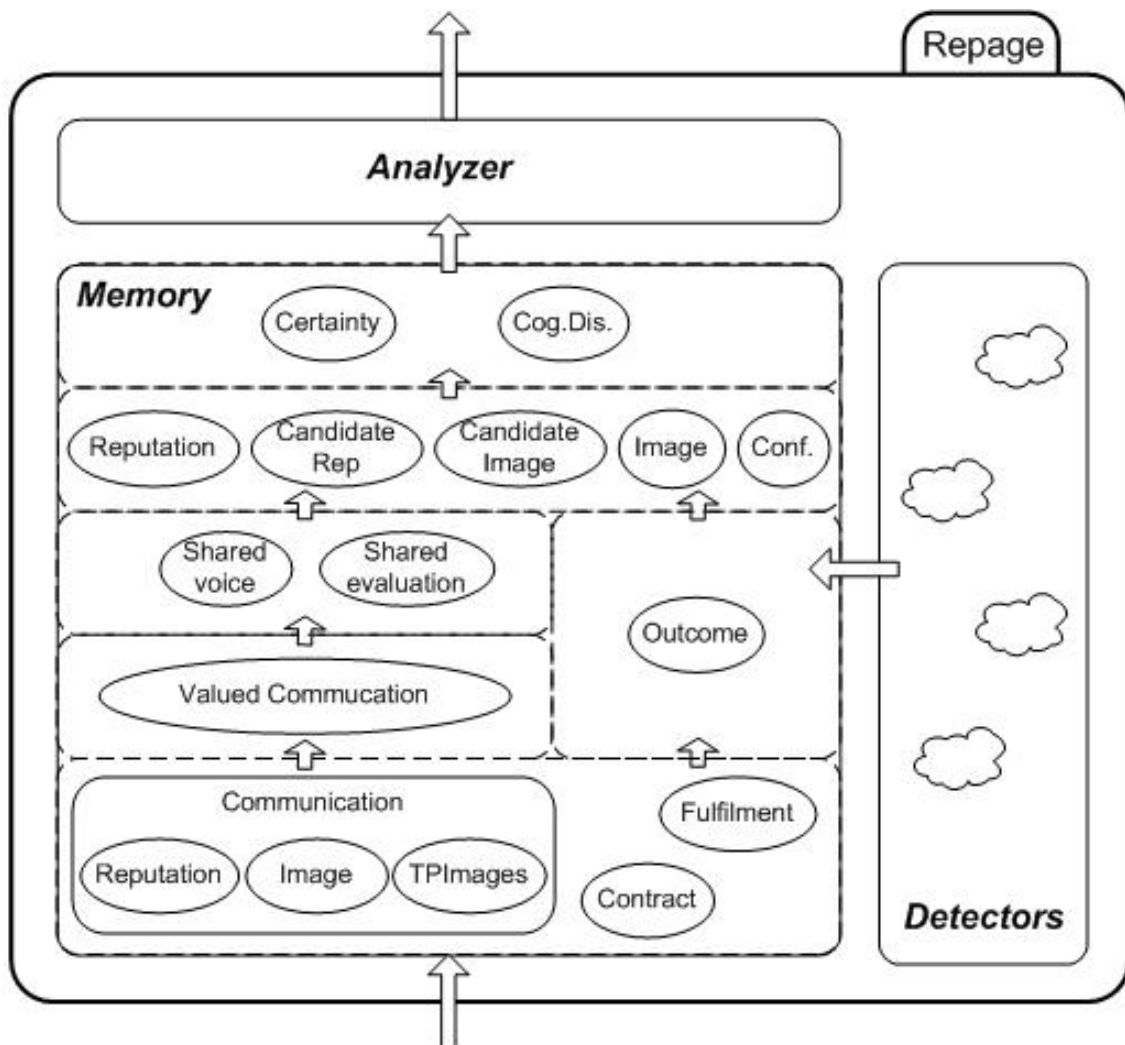 Repage
Analyzer
Memory
Certainty
Cog.Dis.
Reputation
Candidate
Rep
Candidate
Image
Image
Conf.
Shared
voice
Shared
evaluation
Outcome
Valued Commucation
Communication
Reputation
Image
TPImages
Fulfilment
Contract
Detectors